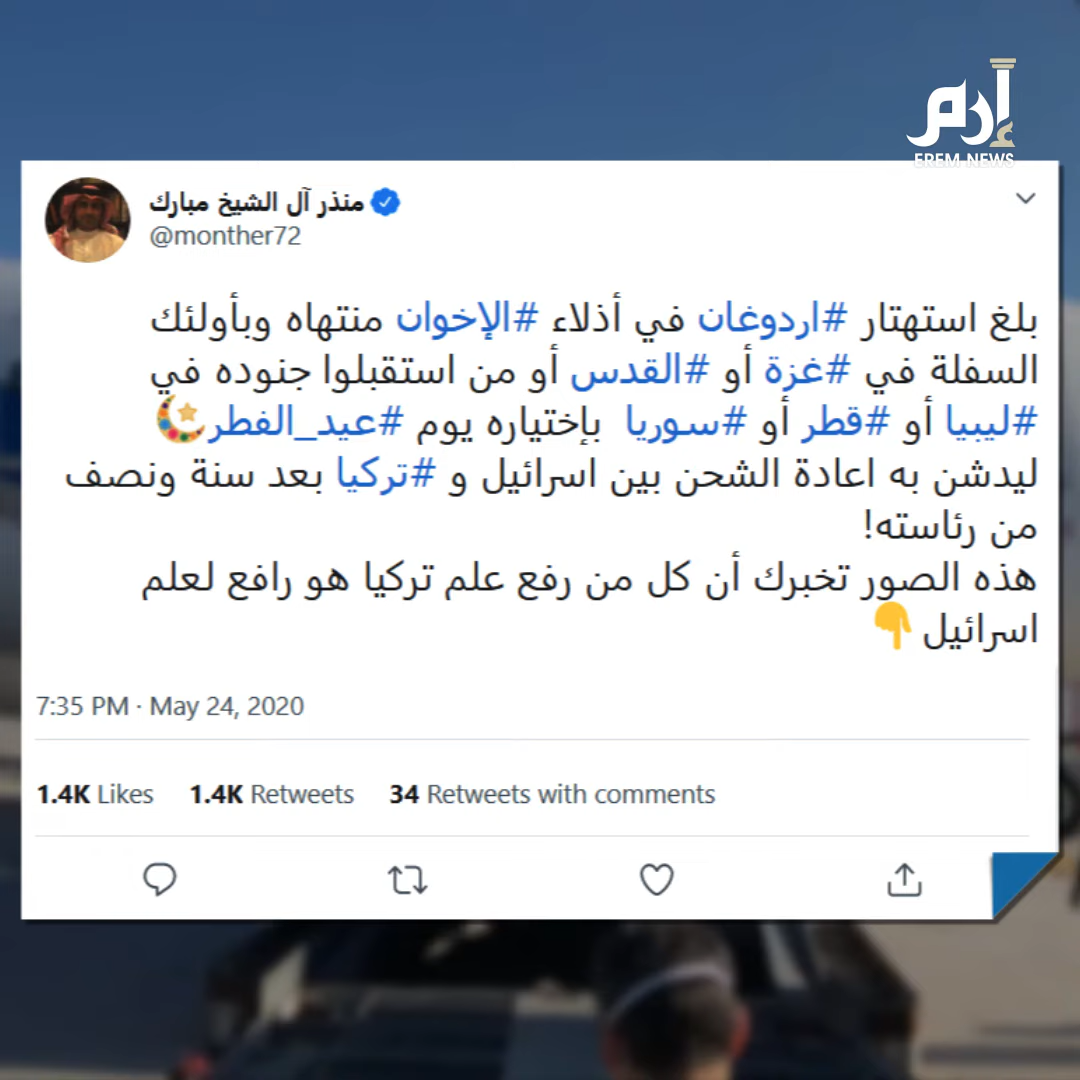 إرم
EREM NEWS
منذر آل الشيخ مبارك
@monther72
بلغ استهتار #اردوغان في أذلاء #الإخوان منتهاه وبأولئك
السفلة في #غزة أو #القدس أو من استقبلوا جنوده في
#ليبيا أو #قطر أو #سوريا بإختياره يوم #عيد_الفطر
ليدشن به اعادة الشحن بين اسرائيل و #تركيا بعد سنة ونصف
من رئاسته!
هذه الصور تخبرك أن كل من رفع علم تركيا هو رافع لعلم
اسرائيل 👇
7:35 PM · May 24, 2020
1.4K Likes 1.4K Retweets 34 Retweets with comments